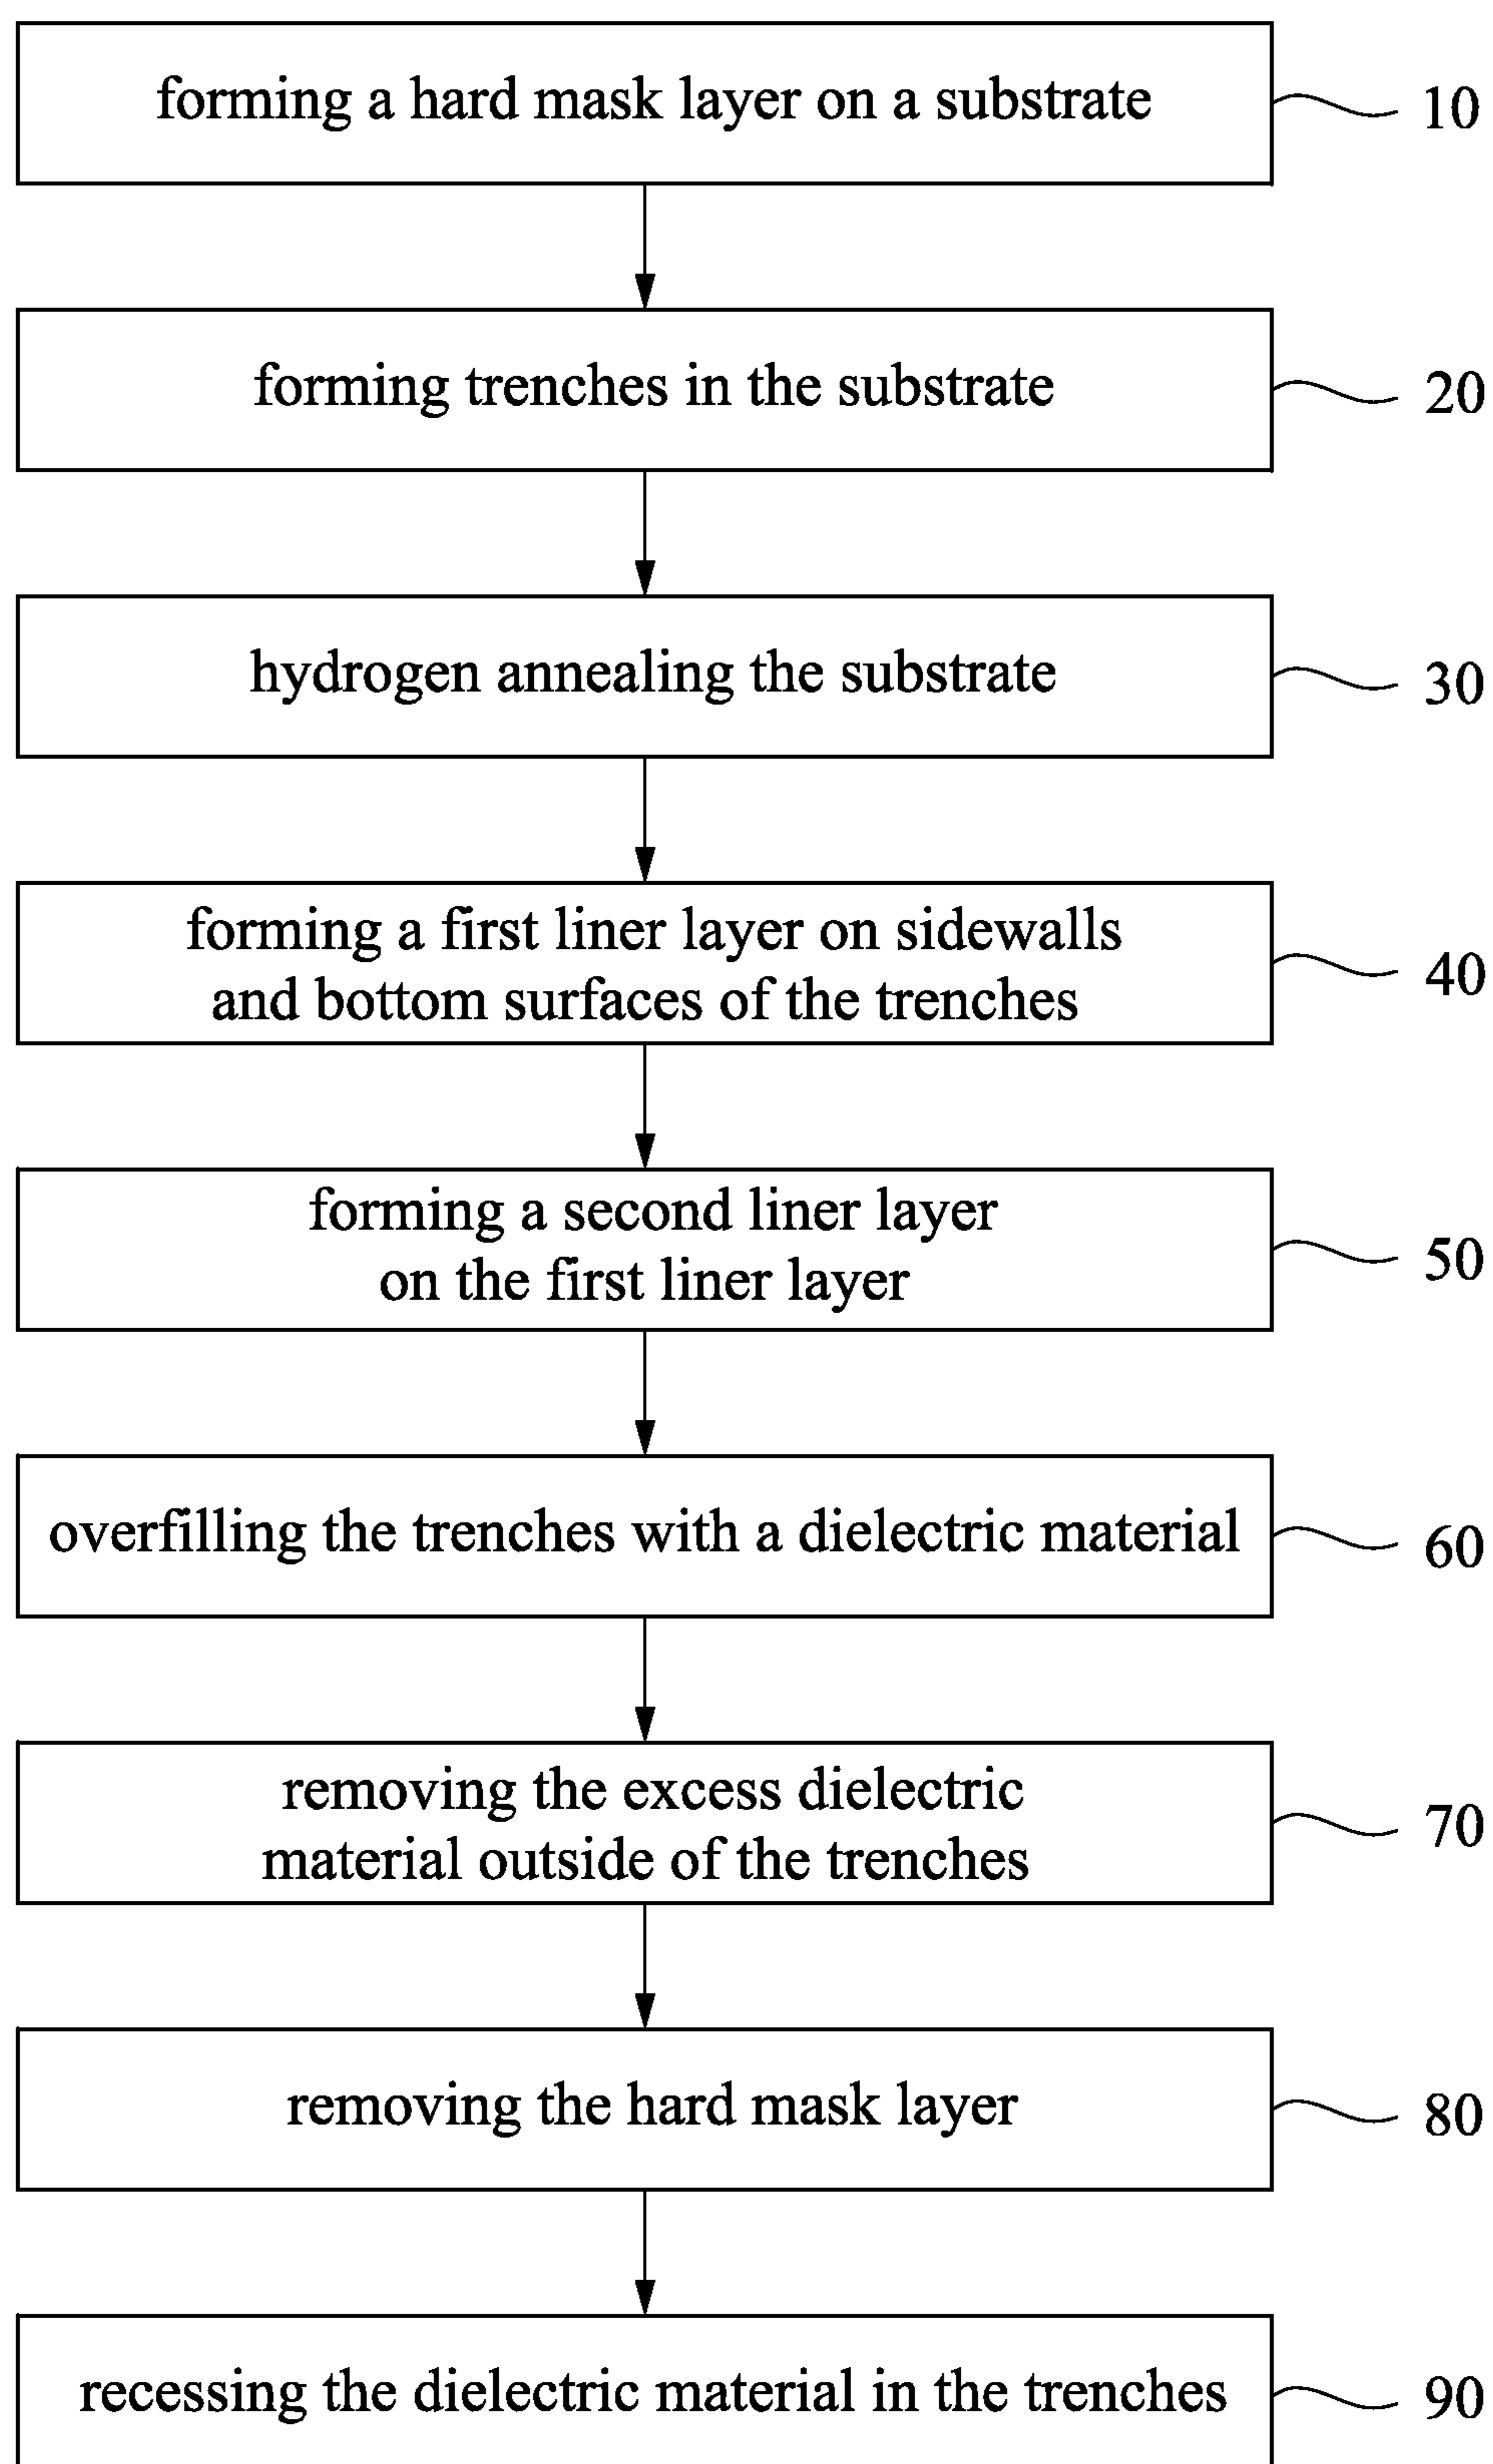 forming a hard mask layer on a substrate
10
forming trenches in the substrate
20
hydrogen annealing the substrate
30
forming a first liner layer on sidewalls
and bottom surfaces of the trenches
40
forming a second liner layer
on the first liner layer
50
overfilling the trenches with a dielectric material
60
removing the excess dielectric
material outside of the trenches
70
removing the hard mask layer
80
recessing the dielectric material in the trenches
90